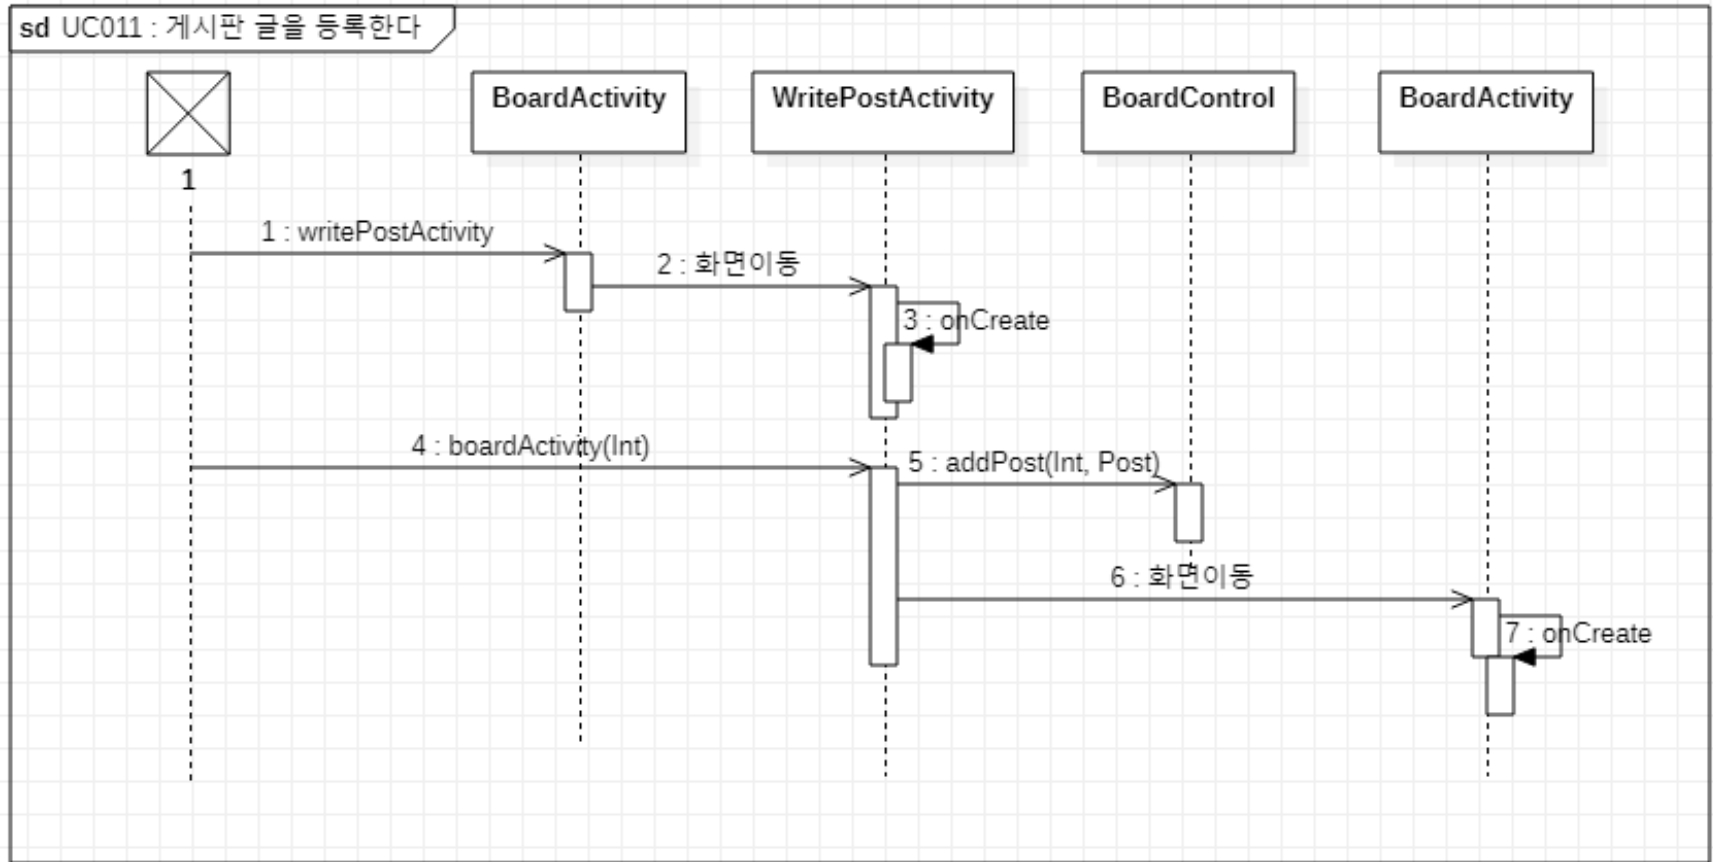 sd UC011 : 게시판 글을 등록한다
BoardActivity
WritePostActivity
BoardControl
BoardActivity
1
1 : writePostActivity
2 : 화면이동
3 : onCreate
4 : boardActivity(Int)
5 : addPost(Int, Post)
6 : 화면이동
7 : onCreate